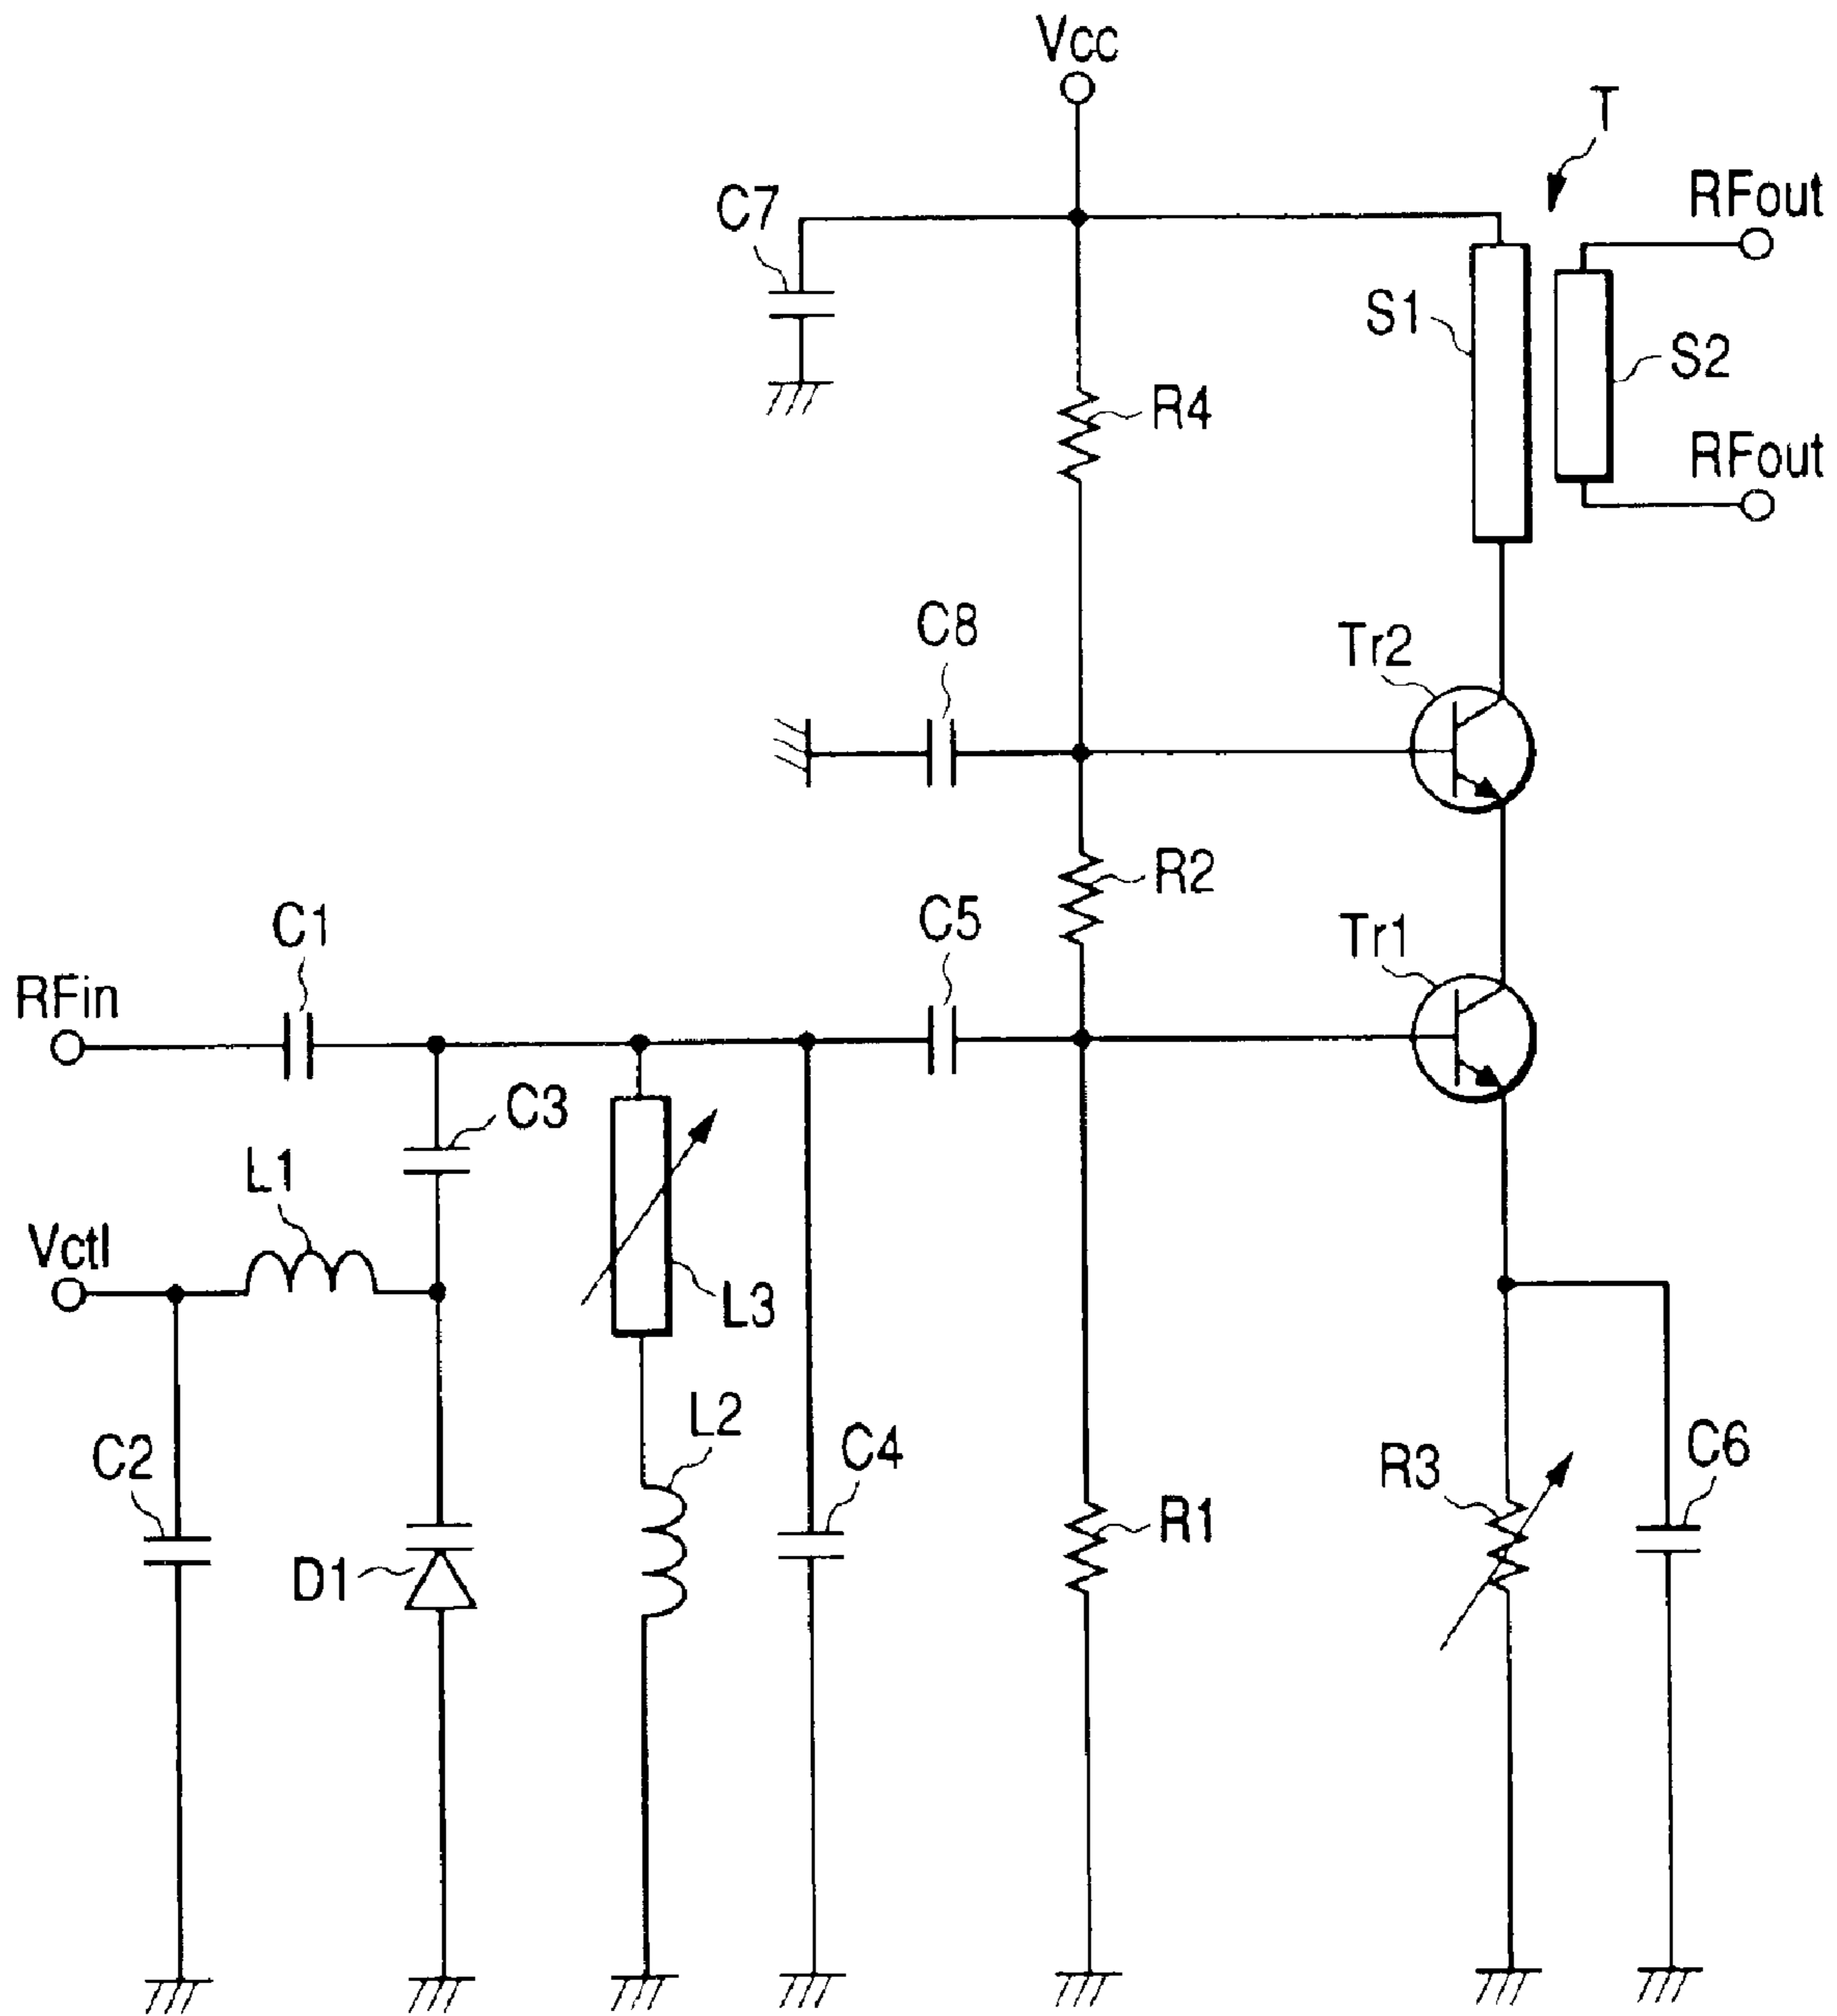 Vcc
T
C7
RFout
S1
S2
R4
RFout
C8
Tr2
R2
C1
C5
Tr1
RFin
C3
L1
Vctl
L3
L2
C2
C4
R3
C6
R1
D1